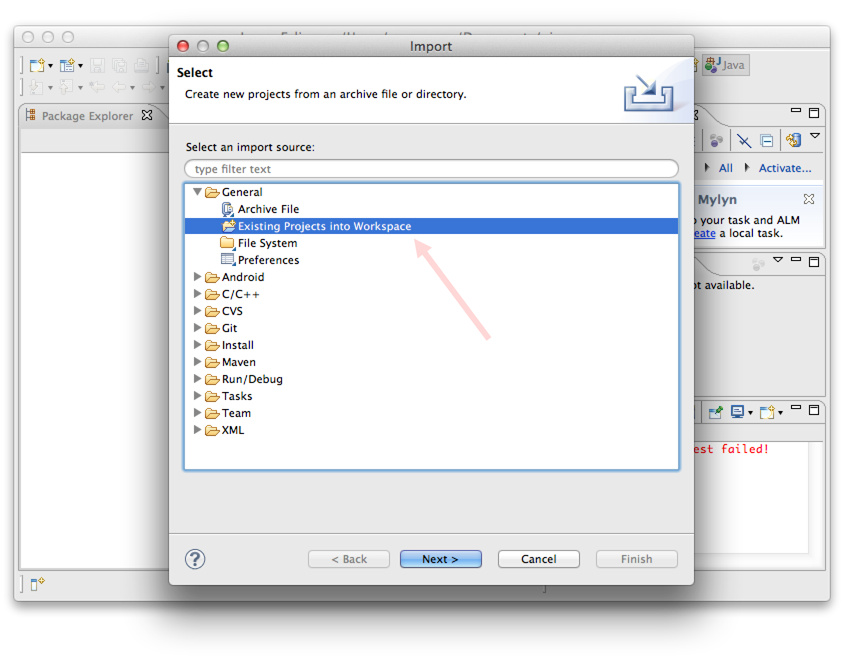 Import
Java
Select
Create new projects from an archive file or directory.
Package Explorer
Select an import source:
type filter text
All
Activate...
General
Archive File
Existing Projects into Workspace
File System
Preferences
Android
C/C++
CVS
Git
Install
Maven
Run/Debug
Tasks
Team
XML
Mylyn
your task and ALM
eate a local task.
ot available.
est failed!
?
< Back
Next >
Cancel
Finish